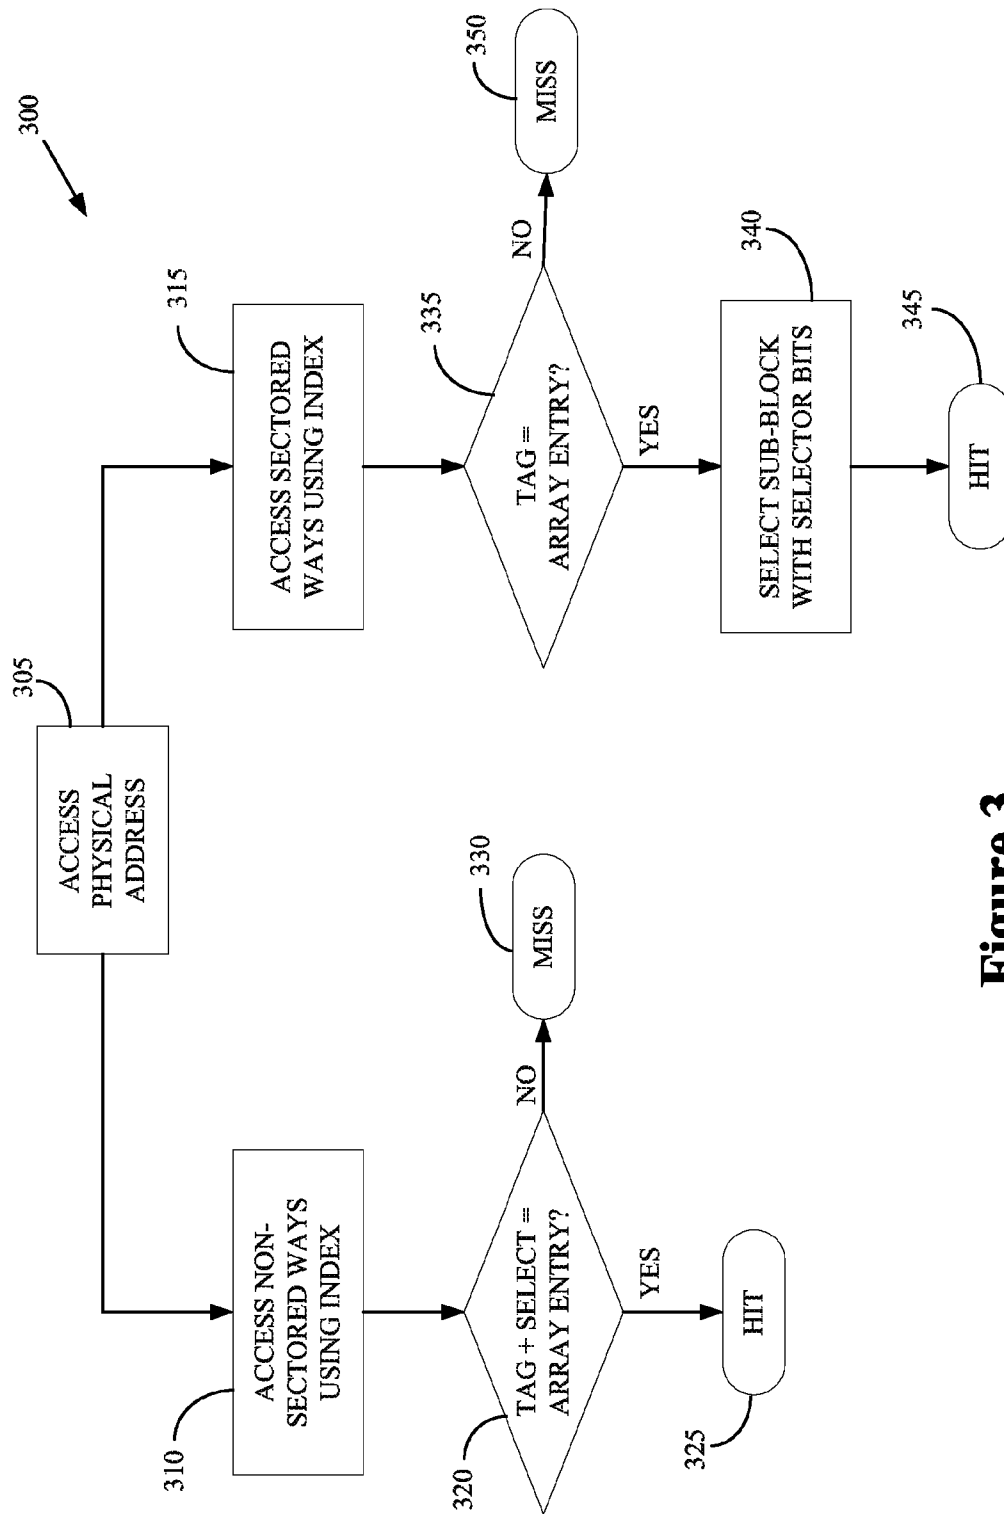 300
305
ACCESS
PHYSICAL
ADDRESS
310
ACCESS NON-
SECTORED WAYS
USING INDEX
315
ACCESS SECTORED
WAYS USING INDEX
320
TAG + SELECT =
ARRAY ENTRY?
NO
330
MISS
YES
HIT
325
335
TAG =
ARRAY ENTRY?
NO
350
MISS
YES
340
SELECT SUB-BLOCK
WITH SELECTOR BITS
345
HIT
Figure 3